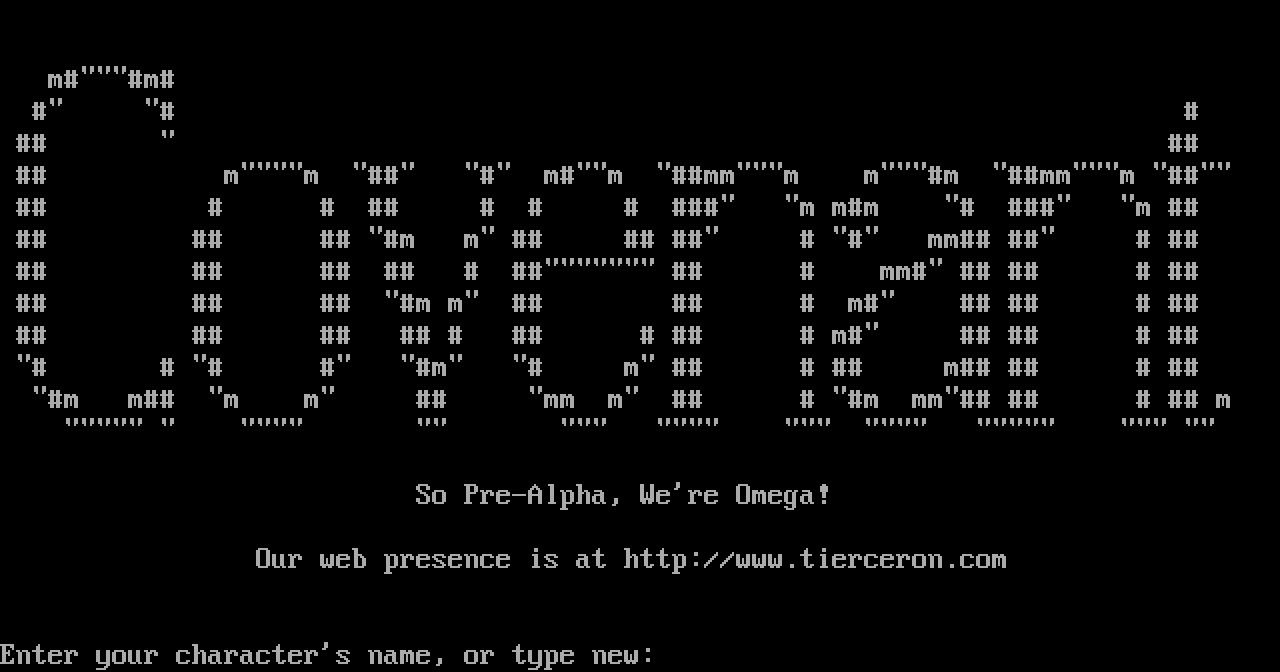 Covenant
So Pre-Alpha, We're Omega!
Our web presence is at http://www.tierceron.com
Enter your character's name, or type new: